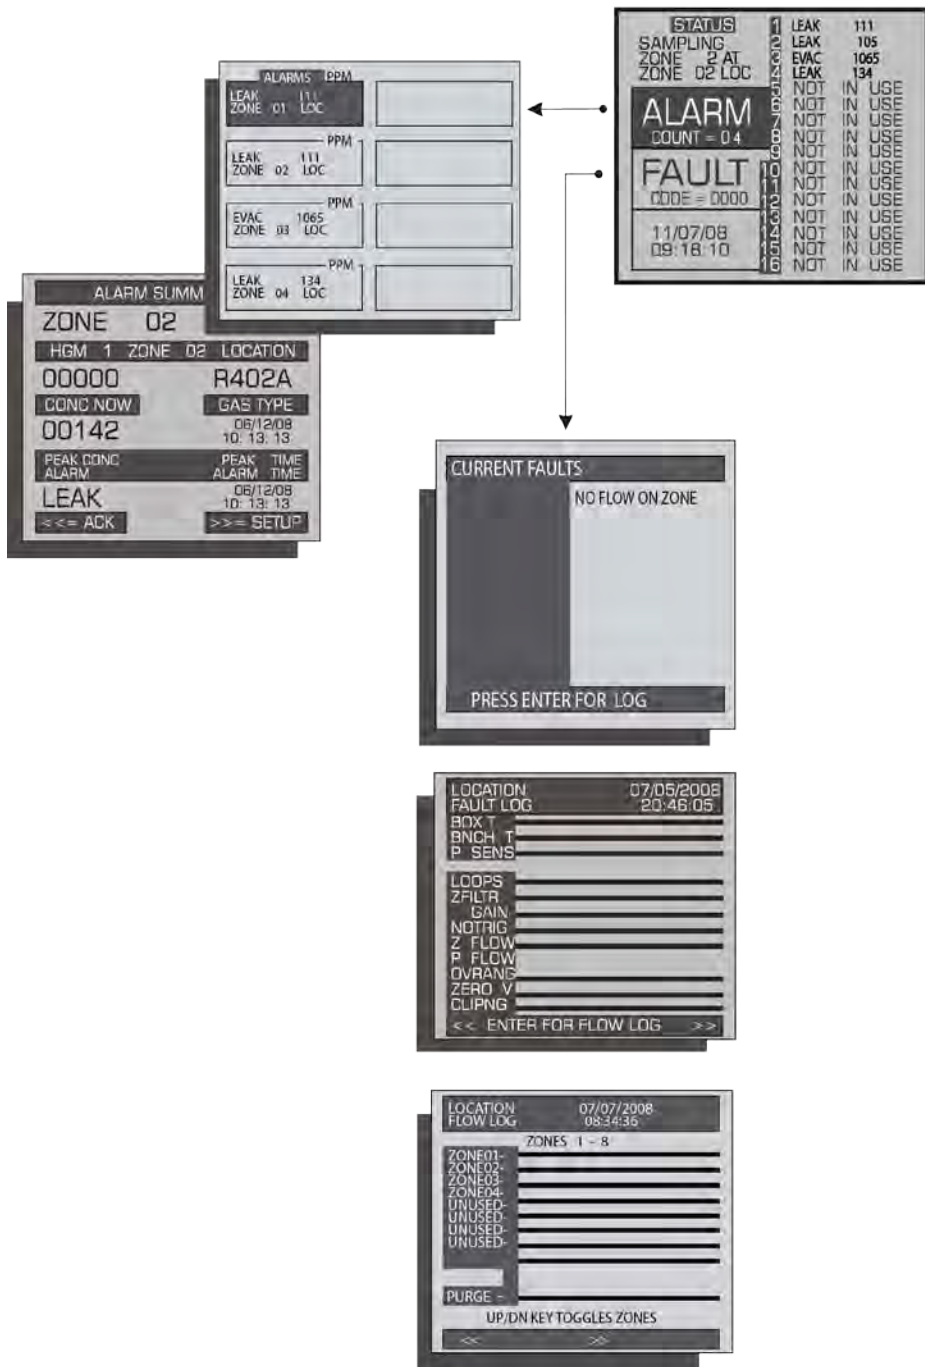 STATUS
SAMPLING
ZONE 2 AT
ZONE 02 LOC
ALARM
COUNT = 04
FAULT
CODE = 0000
11/07/08
09:18:10
1 LEAK 111
2 LEAK 105
3 EVAC 1065
4 LEAK 134
5 NOT IN USE
6 NOT IN USE
7 NOT IN USE
8 NOT IN USE
9 NOT IN USE
10 NOT IN USE
11 NOT IN USE
12 NOT IN USE
13 NOT IN USE
14 NOT IN USE
15 NOT IN USE
16 NOT IN USE
ALARMS PPM
LEAK 111
ZONE 01 LOC
PPM
LEAK 111
ZONE 02 LOC
PPM
EVAC 1065
ZONE 03 LOC
PPM
LEAK 134
ZONE 04 LOC
ALARM SUMM
ZONE 02
HGM 1 ZONE 02 LOCATION
00000 R402A
CONC NOW GAS TYPE
00142 06/12/08
10: 13: 13
PEAK CONC PEAK TIME
ALARM ALARM TIME
LEAK 06/12/08
10: 13: 13
<<= ACK >>= SETUP
CURRENT FAULTS
NO FLOW ON ZONE
PRESS ENTER FOR LOG
LOCATION 07/05/2008
FAULT LOG 20:46:05
BOX T
BNCH T
P SENS
LOOPS
ZFILTR
GAIN
NOTRIG
Z FLOW
P FLOW
OVRANG
ZERO V
CLIPNG
<< ENTER FOR FLOW LOG >>
LOCATION 07/07/2008
FLOW LOG 08:34:36
ZONES 1 - 8
ZONE01-
ZONE02-
ZONE03-
ZONE04-
UNUSED-
UNUSED-
UNUSED-
UNUSED-
PURGE -
UP/DN KEY TOGGLES ZONES
<< >>